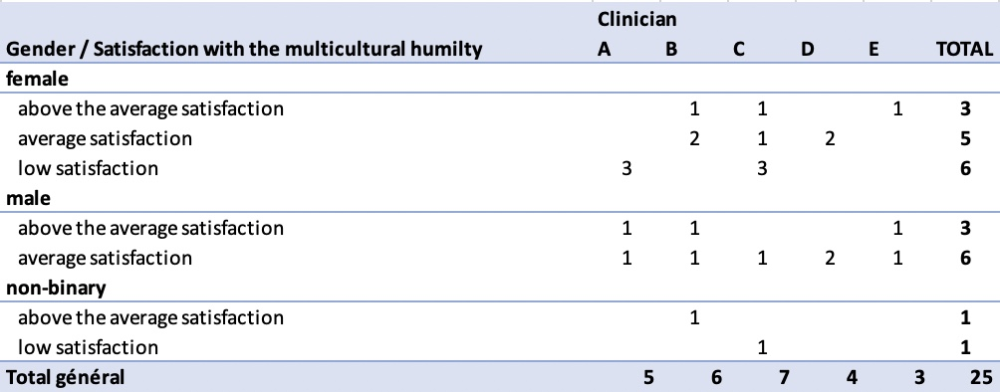 Clinician
Gender / Satisfaction with the multicultural humilty A B C D E TOTAL
female
above the average satisfaction 1 1 1 3
average satisfaction 2 1 2 5
low satisfaction 3 3 6
male
above the average satisfaction 1 1 1 3
average satisfaction 1 1 1 2 1 6
non-binary
above the average satisfaction 1 1
low satisfaction 1 1
Total général 5 6 7 4 3 25